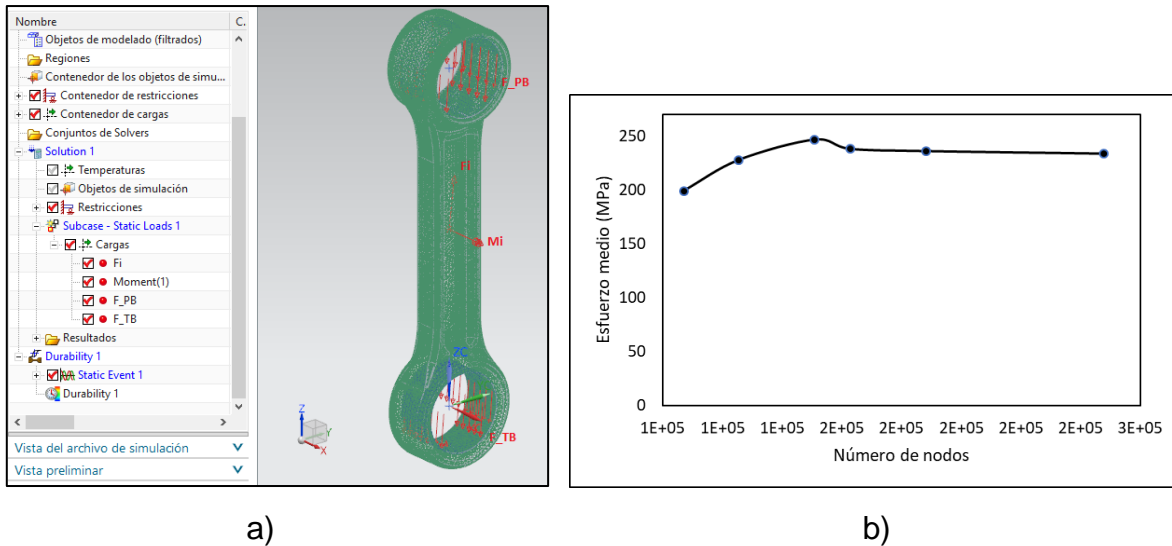 Nombre C.
Objetos de modelado (filtrados)
Regiones
Contenedor de los objetos de simu...
Contenedor de restricciones
Contenedor de cargas
Conjuntos de Solvers
Solution 1
Temperaturas
Objetos de simulación
Restricciones
Subcase - Static Loads 1
Cargas
Fi
Moment(1)
F_PB
F_TB
Resultados
Durability 1
Static Event 1
Durability 1
Vista del archivo de simulación
Vista preliminar
F_PB
Fi
Mi
ZC
F_TB
Z
Y
X
a)
Esfuerzo medio (MPa)
250
200
150
100
50
0
1E+05 1E+05 1E+05 2E+05 2E+05 2E+05 2E+05 2E+05 3E+05
Número de nodos
b)